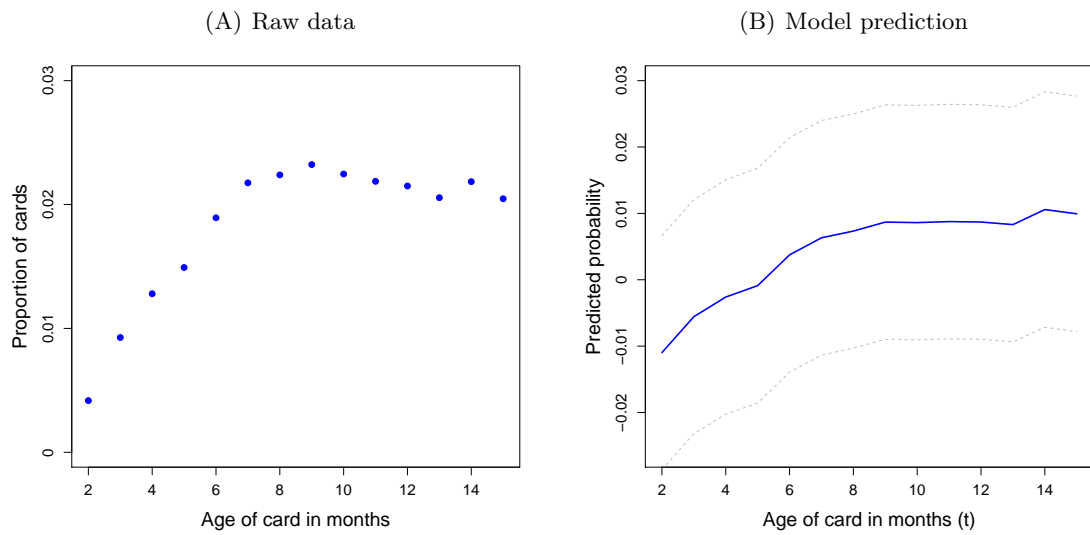 (A) Raw data
0.03
0.02
0.01
0
Proportion of cards
2 4 6 8 10 12 14
Age of card in months
(B) Model prediction
0.03
0.02
0.01
0
−0.01
−0.02
Predicted probability
2 4 6 8 10 12 14
Age of card in months (t)